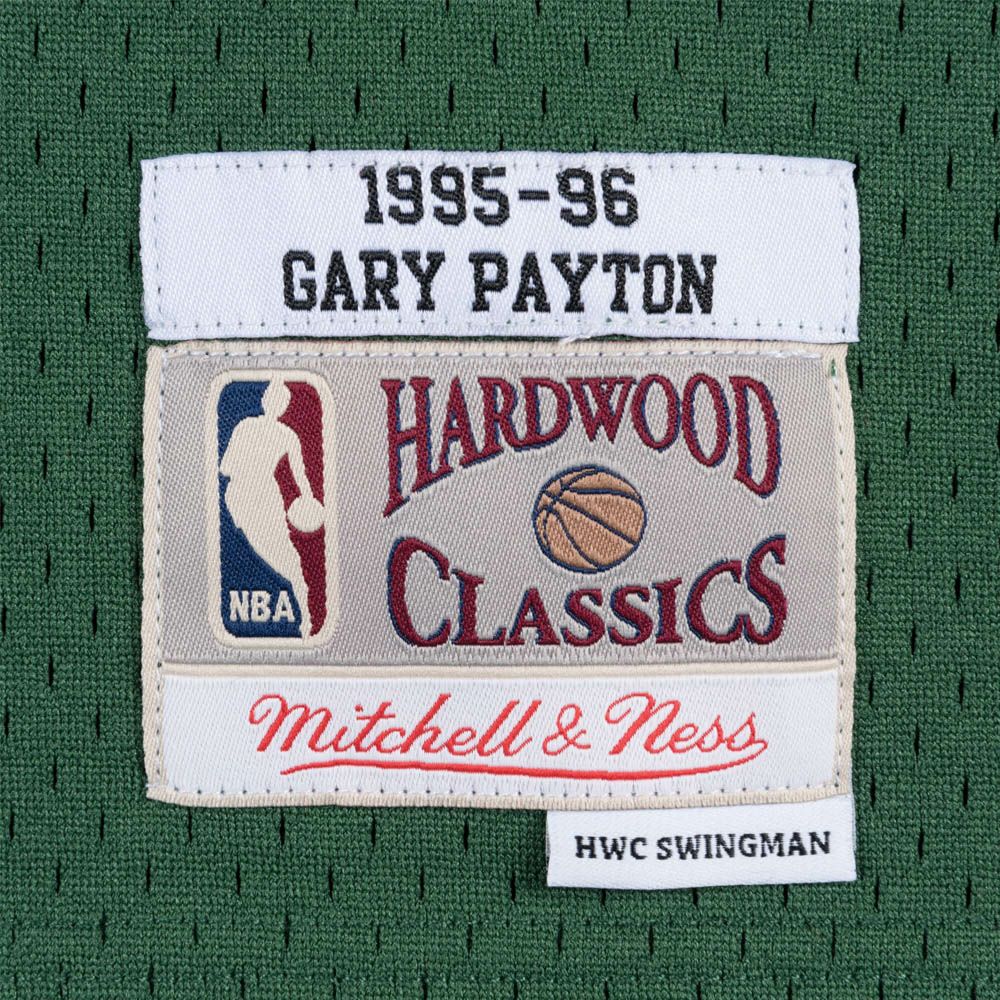 1995-96
GARY PAYTON
HARDWOOD
CLASSICS
NBA
Mitchell & Ness
HWC SWINGMAN